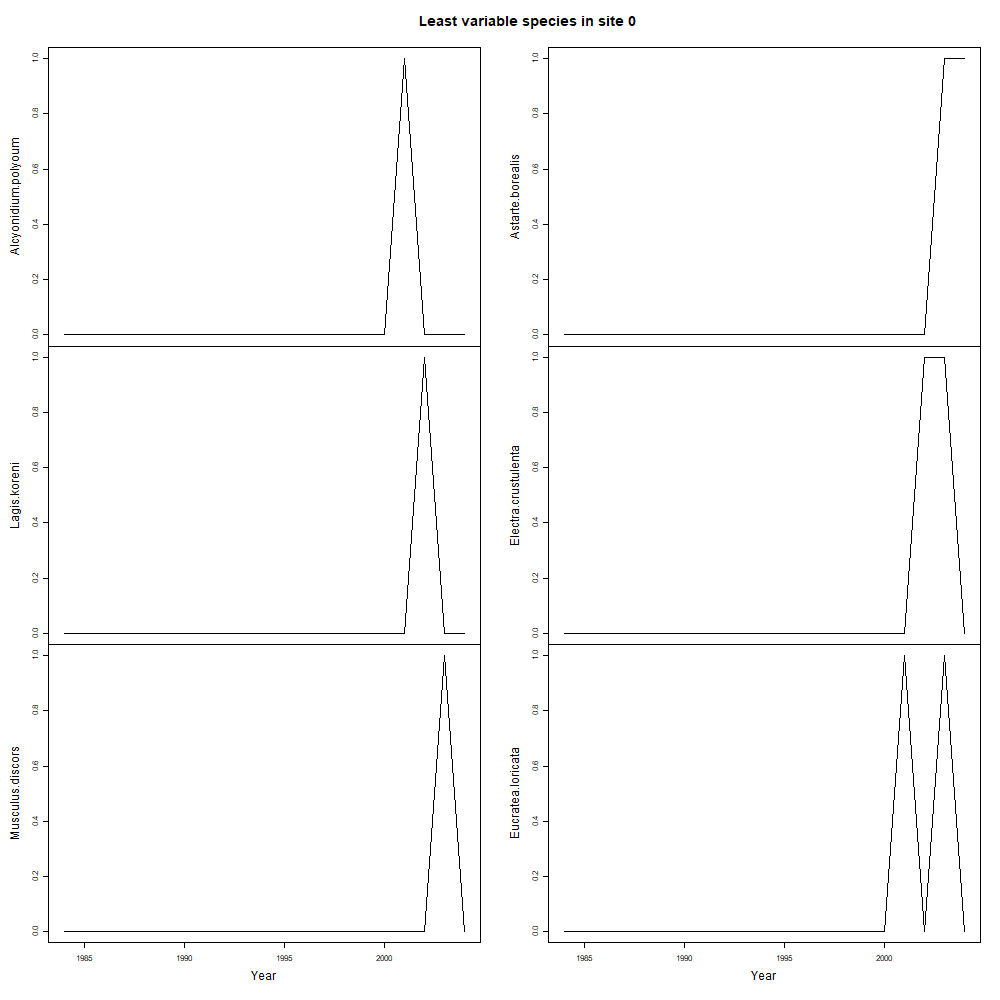 Least variable species in site 0
Alcyonidium.polyoum
0.0 0.2 0.4 0.6 0.8 1.0
Astarte.borealis
0.0 0.2 0.4 0.6 0.8 1.0
Lagis.koreni
0.0 0.2 0.4 0.6 0.8 1.0
Electra.crustulenta
0.0 0.2 0.4 0.6 0.8 1.0
Musculus.discors
0.0 0.2 0.4 0.6 0.8 1.0
Eucratea.loricata
0.0 0.2 0.4 0.6 0.8 1.0
1985 1990 1995 2000
1985 1990 1995 2000
Year
Year